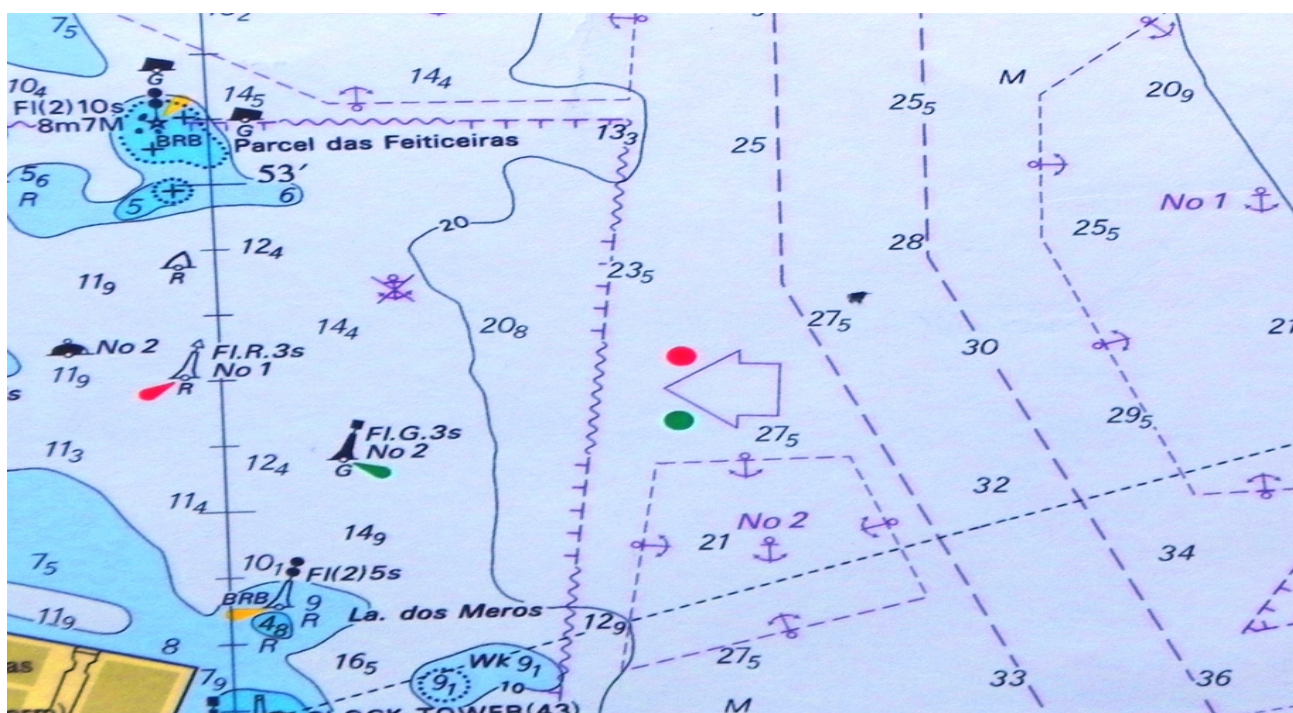 7₅
14₄
M
20₉
10₄
G
14₅
25₅
Fl(2)10s
8m7M
G
BRB
Parcel das Feiticeiras
13₃
25
5₆
R
53′
6
5
No 1
20
12₄
28
25₅
R
11₉
23₅
14₄
20₈
27₅
30
No 2
Fl.R.3s
No 1
11₉
R
s
29₅
Fl.G.3s
No 2
G
27₅
11₃
12₄
32
11₄
No 2
14₉
21
34
7₅
10₁
Fl(2)5s
BRB
9
R
La. dos Meros
11₉
4₈
R
12₉
8
16₅
Wk 9₁
27₅
as
7₉
9₁
10
33
36
TOWER(43)
M